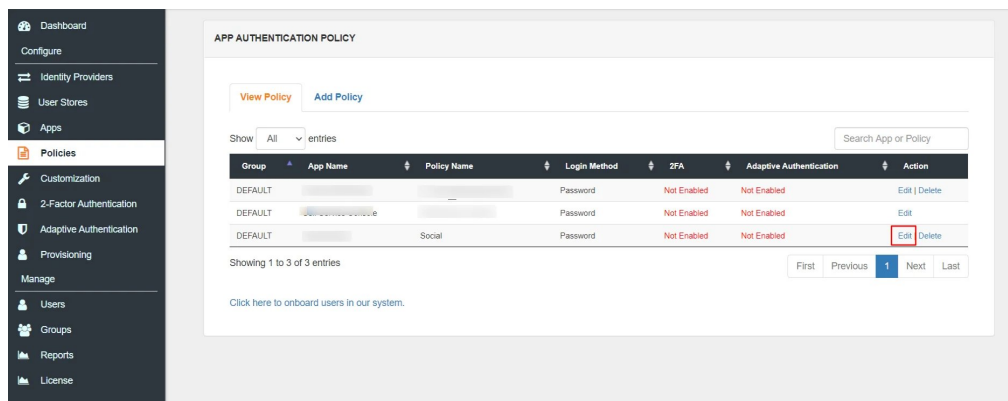 Dashboard
Configure
Identity Providers
User Stores
Apps
Policies
Customization
2-Factor Authentication
Adaptive Authentication
Provisioning
Manage
Users
Groups
Reports
License
APP AUTHENTICATION POLICY
View Policy Add Policy
Show All entries
Search App or Policy
Group App Name Policy Name Login Method 2FA Adaptive Authentication Action
DEFAULT Password Not Enabled Not Enabled Edit | Delete
DEFAULT Password Not Enabled Not Enabled Edit
DEFAULT Social Password Not Enabled Not Enabled Edit Delete
Showing 1 to 3 of 3 entries
First Previous 1 Next Last
Click here to onboard users in our system.